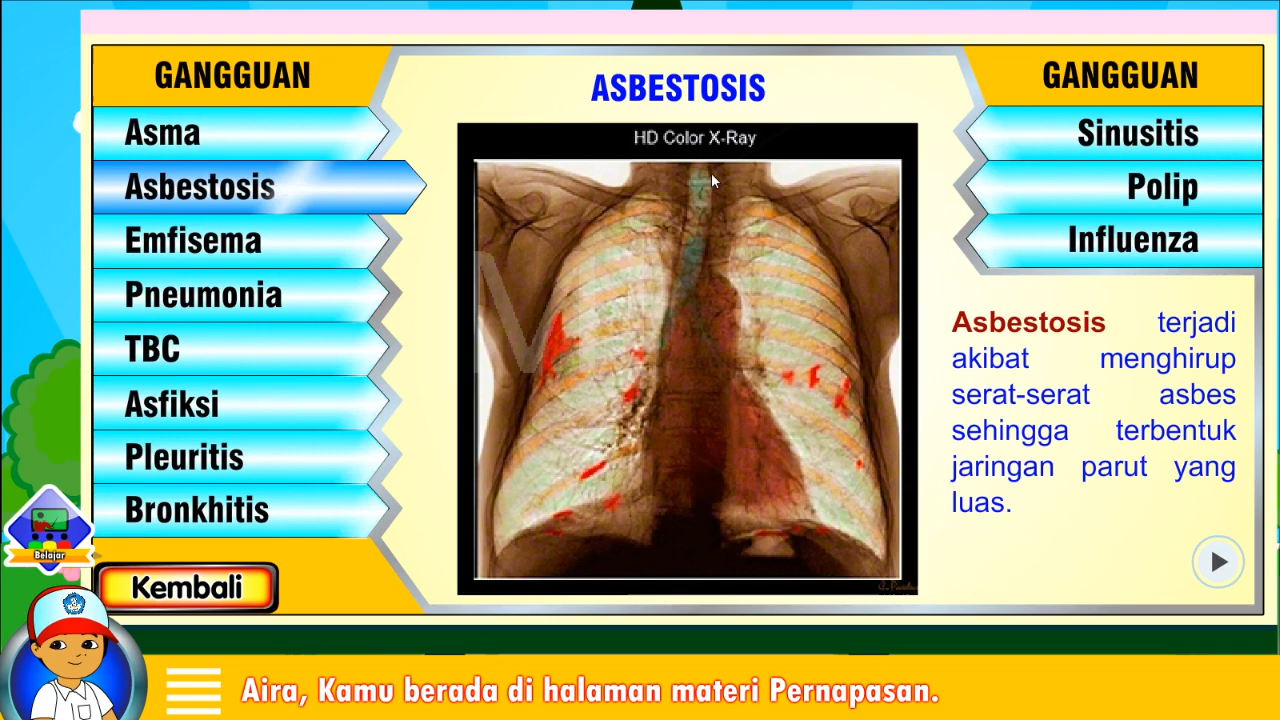 GANGGUAN
Asma
Asbestosis
Emfisema
Pneumonia
TBC
Asfiksi
Pleuritis
Bronkhitis
Kembali
Belajar
ASBESTOSIS
HD Color X-Ray
GANGGUAN
Sinusitis
Polip
Influenza
Asbestosis terjadi
akibat menghirup
serat-serat asbes
sehingga terbentuk
jaringan parut yang
luas.
Aira, Kamu berada di halaman materi Pernapasan.